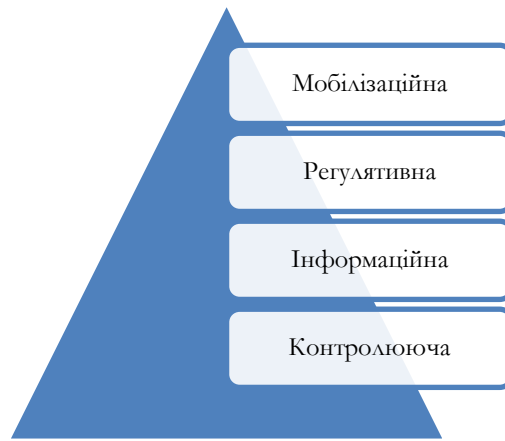 Мобілізаційна
Регулятивна
Інформаційна
Контролююча